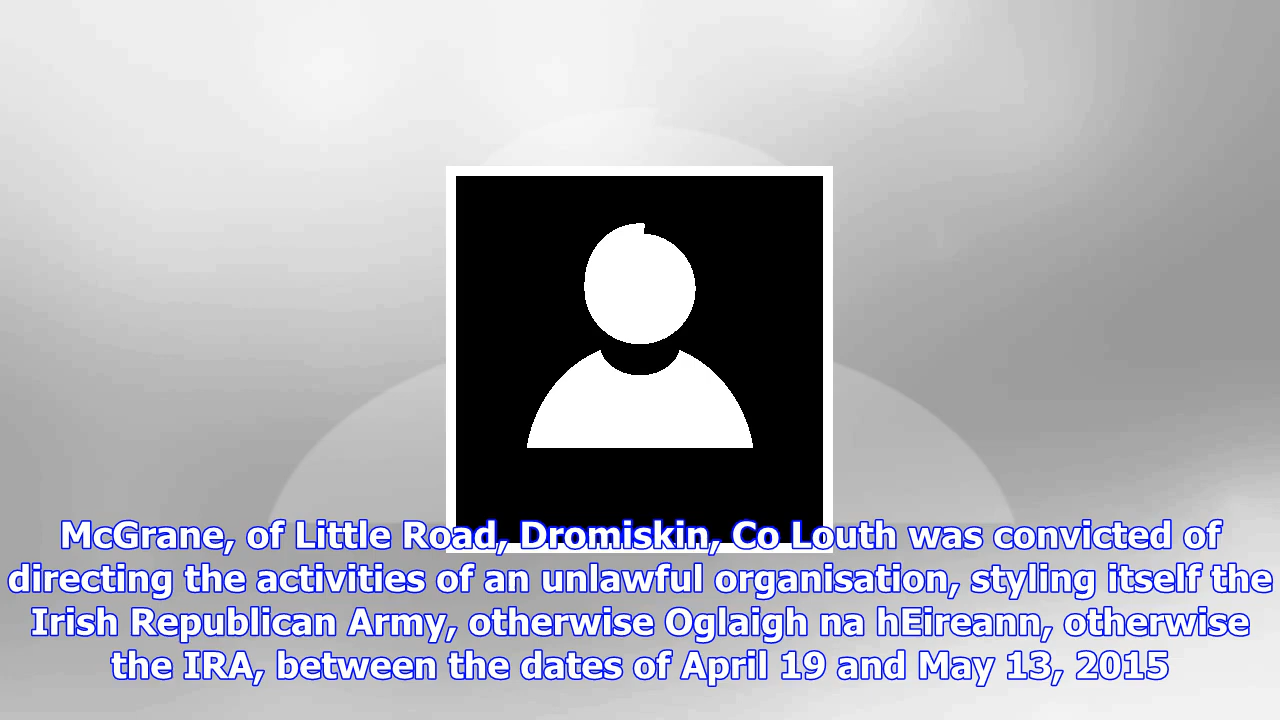 McGrane, of Little Road, Dromiskin, Co Louth was convicted of
directing the activities of an unlawful organisation, styling itself the
Irish Republican Army, otherwise Oglaigh na hEireann, otherwise
the IRA, between the dates of April 19 and May 13, 2015